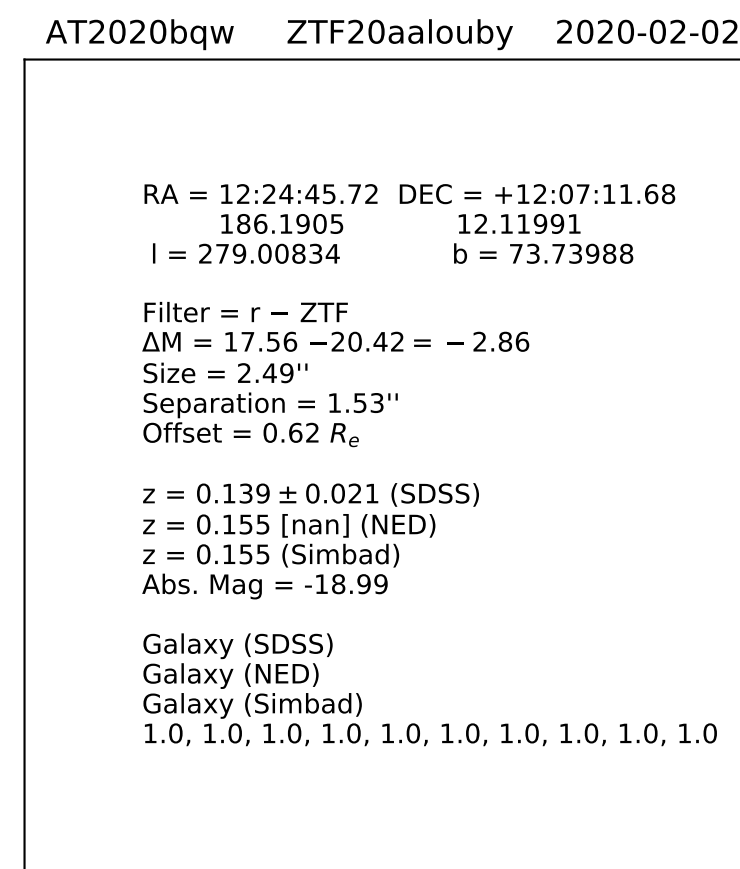 AT2020bqw ZTF20aalouby 2020-02-02
RA = 12:24:45.72 DEC = +12:07:11.68
186.1905 12.11991
l = 279.00834 b = 73.73988
Filter = r − ZTF
ΔM = 17.56 −20.42 = − 2.86
Size = 2.49''
Separation = 1.53''
Offset = 0.62 Rₑ
z = 0.139 ± 0.021 (SDSS)
z = 0.155 [nan] (NED)
z = 0.155 (Simbad)
Abs. Mag = -18.99
Galaxy (SDSS)
Galaxy (NED)
Galaxy (Simbad)
1.0, 1.0, 1.0, 1.0, 1.0, 1.0, 1.0, 1.0, 1.0, 1.0